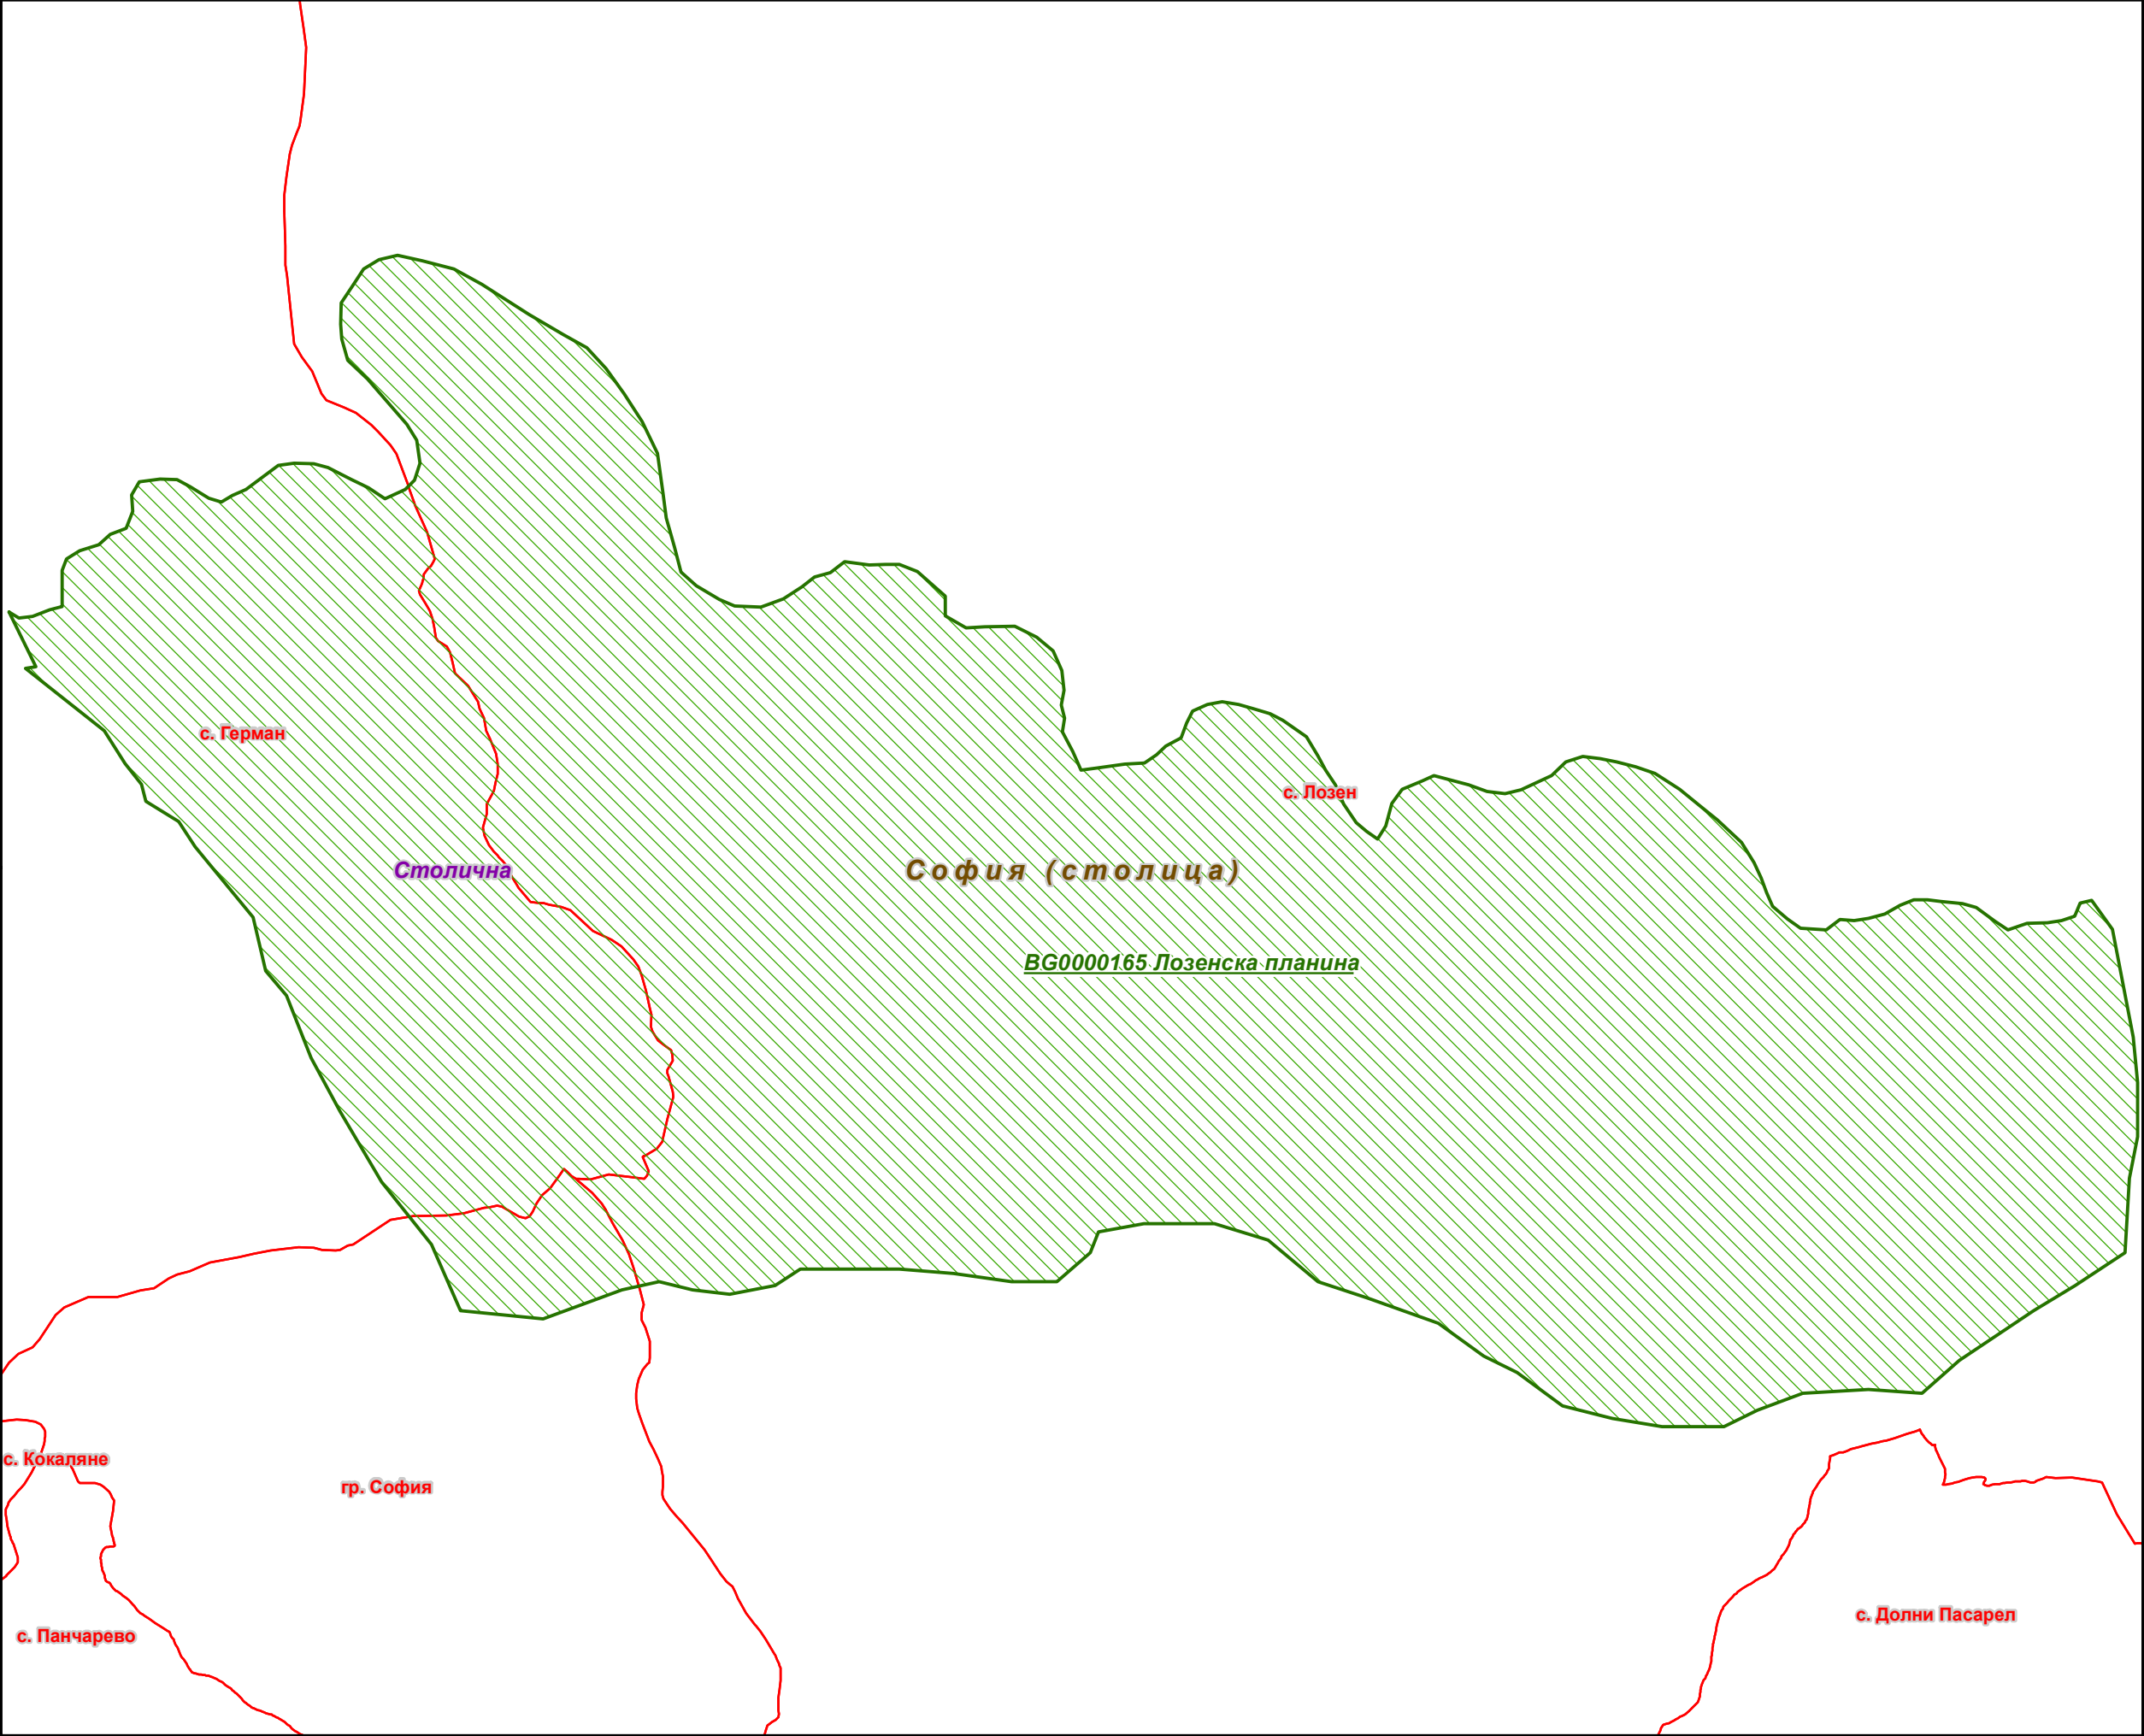 с. Герман
с. Лозен
Столична
София (столица)
BG0000165 Лозенска планина
с. Кокаляне
гр. София
с. Долни Пасарел
с. Панчарево